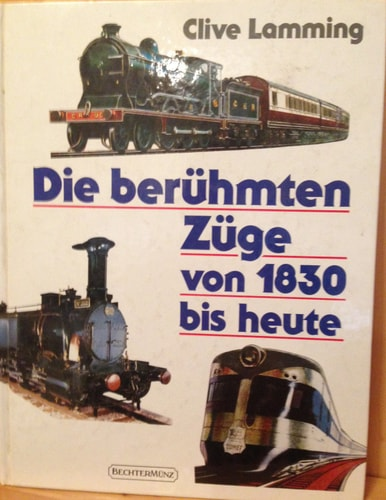 Clive Lamming
Die berühmten
Züge
von 1830
bis heute
BECHTERMÜNZ